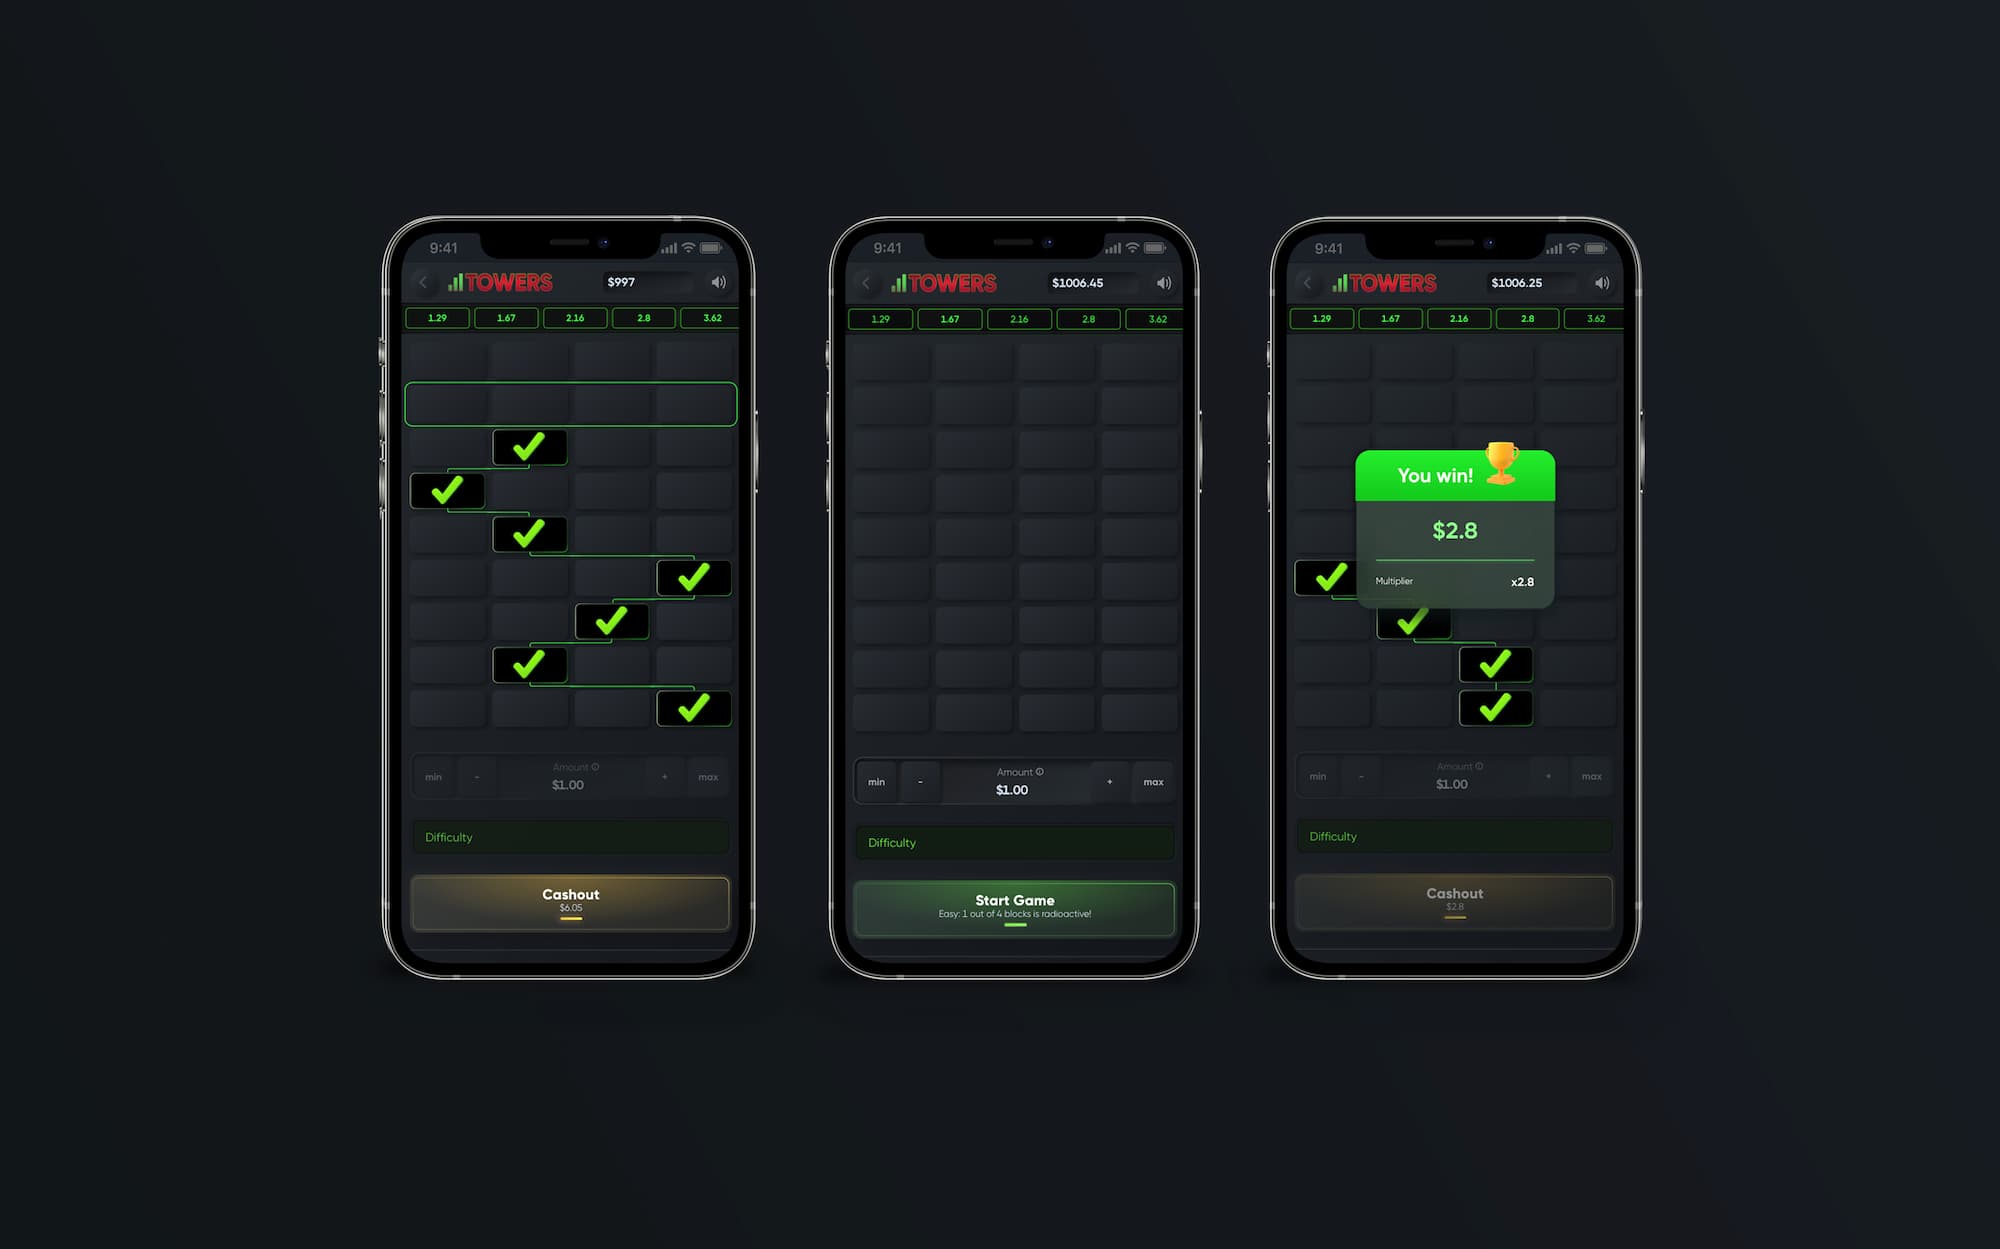 9:41
TOWERS
$997
1.29 1.67 2.16 2.8 3.62
min - Amount + max
$1.00
Difficulty
Cashout
$6.05
9:41
TOWERS
$1006.45
1.29 1.67 2.16 2.8 3.62
min - Amount + max
$1.00
Difficulty
Start Game
Easy: 1 out of 4 blocks is radioactive!
9:41
TOWERS
$1006.25
1.29 1.67 2.16 2.8 3.62
You win!
$2.8
Multiplier x2.8
min - Amount + max
$1.00
Difficulty
Cashout
$2.8